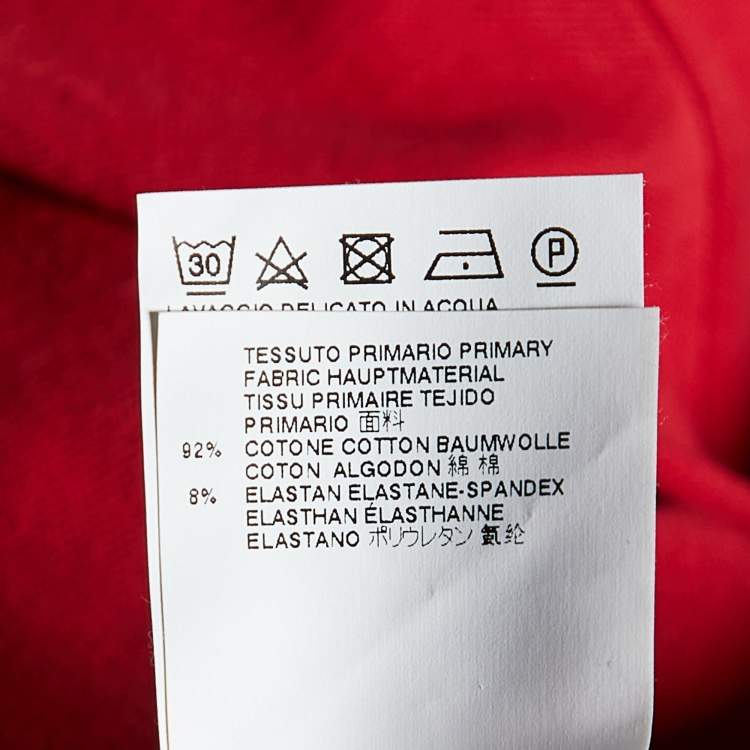 30
P
LAVAGGIO DELICATO IN ACQUA
TESSUTO PRIMARIO PRIMARY
FABRIC HAUPTMATERIAL
TISSU PRIMAIRE TEJIDO
PRIMARIO 面料
92% COTONE COTTON BAUMWOLLE
COTON ALGODON 綿 棉
8% ELASTAN ELASTANE-SPANDEX
ELASTHAN ÉLASTHANNE
ELASTANO ポリウレタン 氨纶